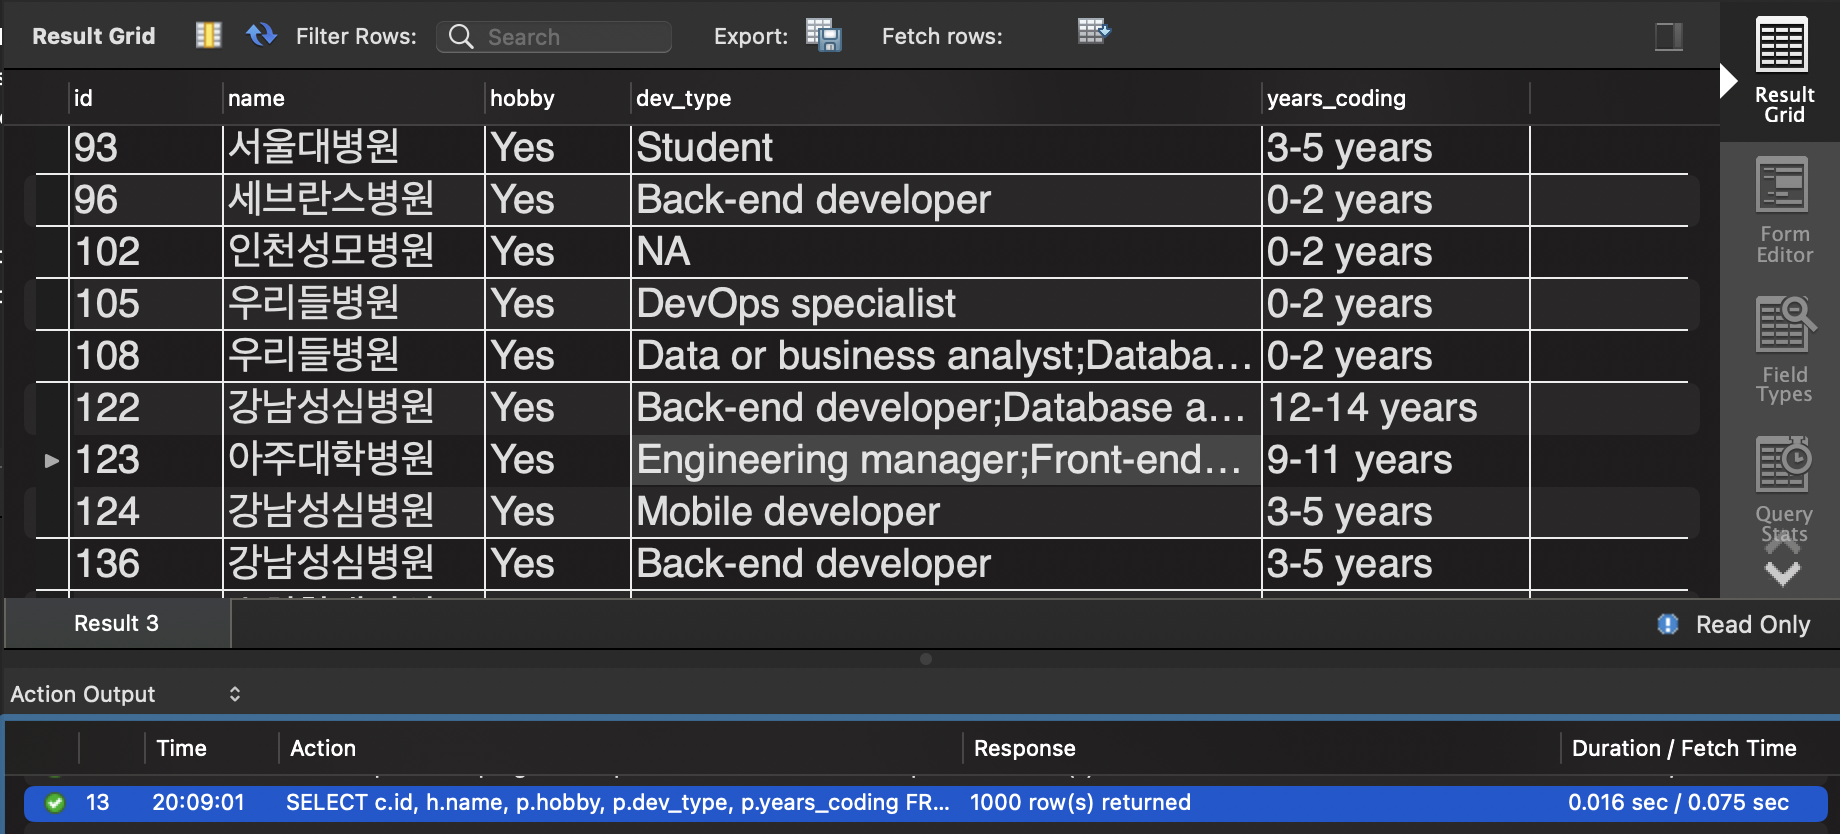 Result Grid Filter Rows: Search Export: Fetch rows:
id name hobby dev_type years_coding
93 서울대병원 Yes Student 3-5 years
96 세브란스병원 Yes Back-end developer 0-2 years
102 인천성모병원 Yes NA 0-2 years
105 우리들병원 Yes DevOps specialist 0-2 years
108 우리들병원 Yes Data or business analyst;Databa... 0-2 years
122 강남성심병원 Yes Back-end developer;Database a... 12-14 years
123 아주대학병원 Yes Engineering manager;Front-end... 9-11 years
124 강남성심병원 Yes Mobile developer 3-5 years
136 강남성심병원 Yes Back-end developer 3-5 years
Result
Grid
Form
Editor
Field
Types
Query
Stats
Result 3 Read Only
Action Output
Time Action Response Duration / Fetch Time
13 20:09:01 SELECT c.id, h.name, p.hobby, p.dev_type, p.years_coding FR... 1000 row(s) returned 0.016 sec / 0.075 sec